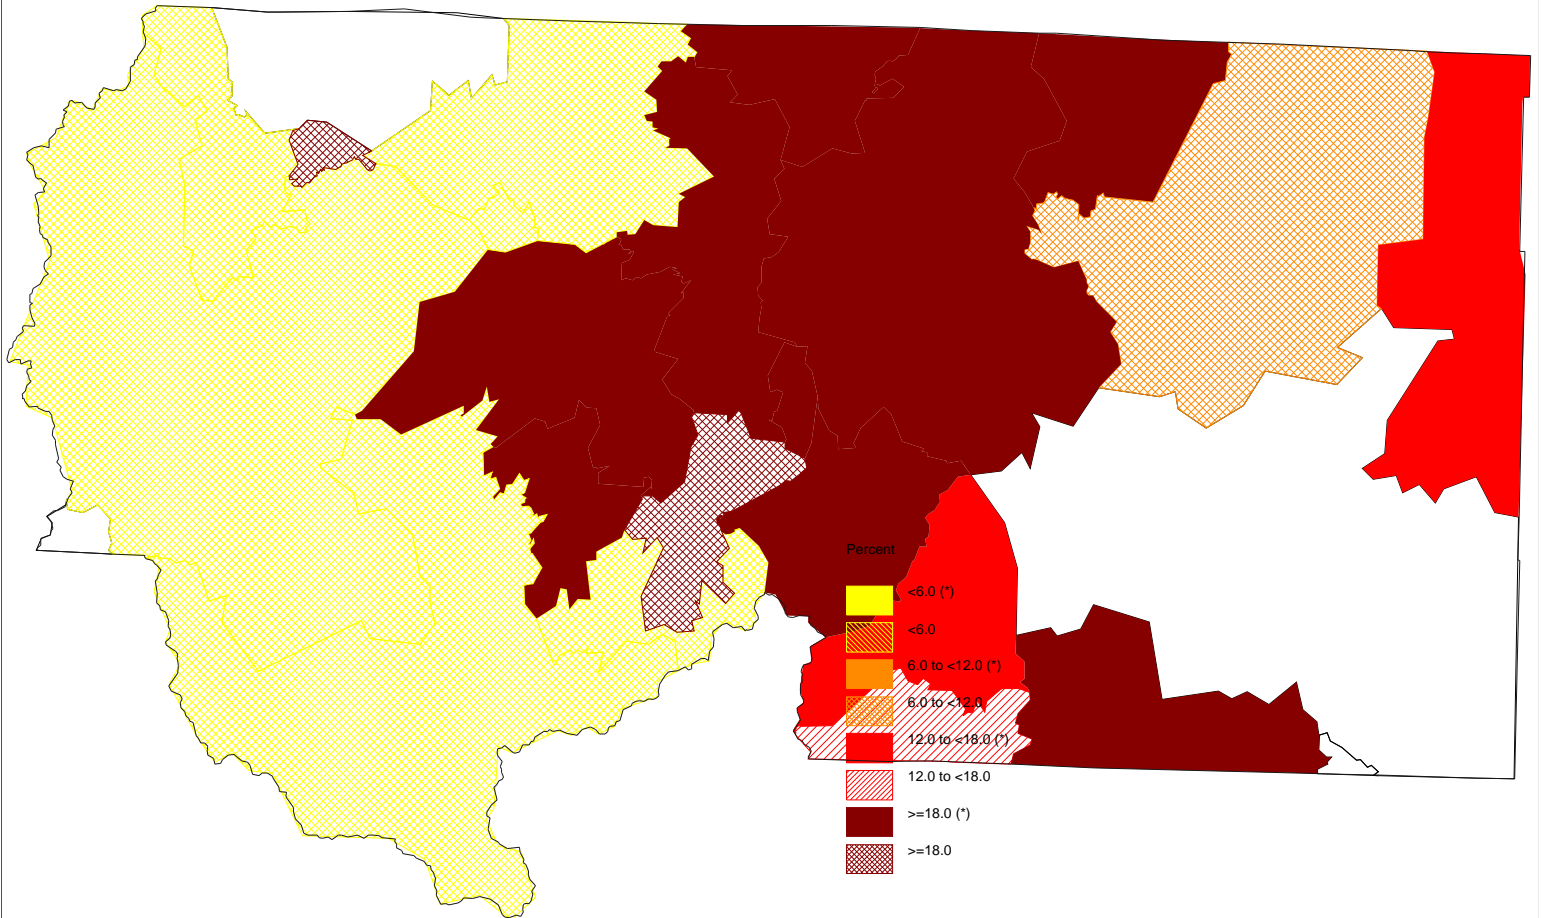 Percent
<6.0 (*)
<6.0
6.0 to <12.0 (*)
6.0 to <12.0
12.0 to <18.0 (*)
12.0 to <18.0
>=18.0 (*)
>=18.0